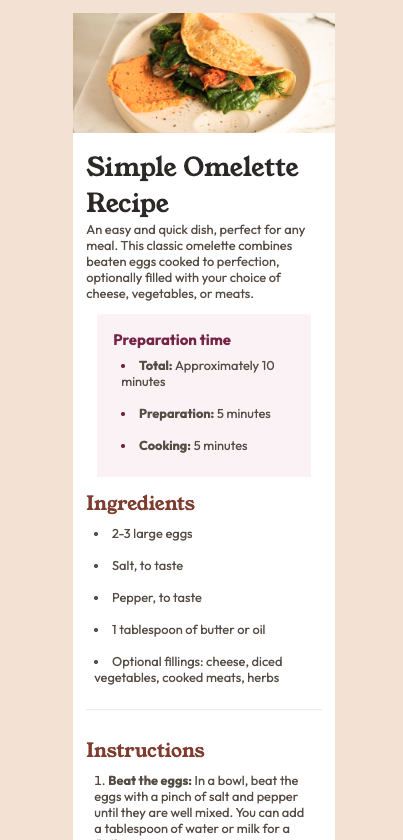 Simple Omelette
Recipe
An easy and quick dish, perfect for any
meal. This classic omelette combines
beaten eggs cooked to perfection,
optionally filled with your choice of
cheese, vegetables, or meats.
Preparation time
• Total: Approximately 10
minutes
• Preparation: 5 minutes
• Cooking: 5 minutes
Ingredients
• 2-3 large eggs
• Salt, to taste
• Pepper, to taste
• 1 tablespoon of butter or oil
• Optional fillings: cheese, diced
vegetables, cooked meats, herbs
Instructions
1. Beat the eggs: In a bowl, beat the
eggs with a pinch of salt and pepper
until they are well mixed. You can add
a tablespoon of water or milk for a